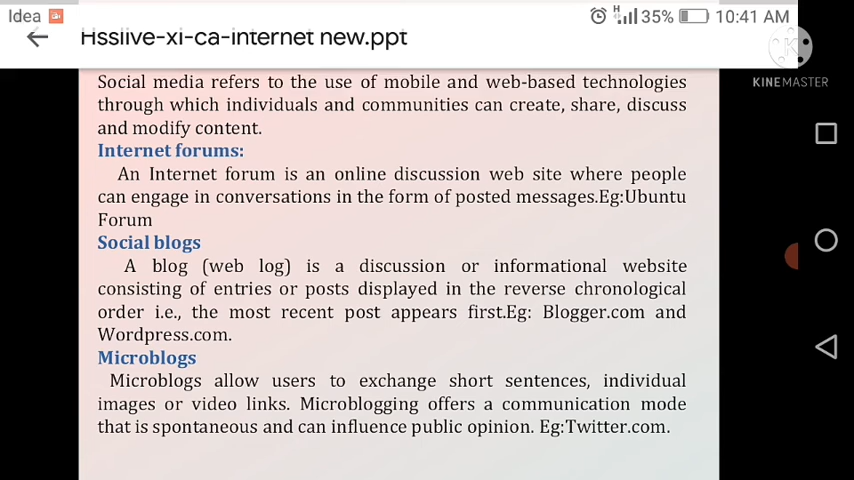 Idea
H
35%
10:41 AM
Hsslive-xi-ca-internet new.ppt
K
KINEMASTER
Social media refers to the use of mobile and web-based technologies
through which individuals and communities can create, share, discuss
and modify content.
Internet forums:
An Internet forum is an online discussion web site where people
can engage in conversations in the form of posted messages.Eg:Ubuntu
Forum
Social blogs
A blog (web log) is a discussion or informational website
consisting of entries or posts displayed in the reverse chronological
order i.e., the most recent post appears first.Eg: Blogger.com and
Wordpress.com.
Microblogs
Microblogs allow users to exchange short sentences, individual
images or video links. Microblogging offers a communication mode
that is spontaneous and can influence public opinion. Eg:Twitter.com.